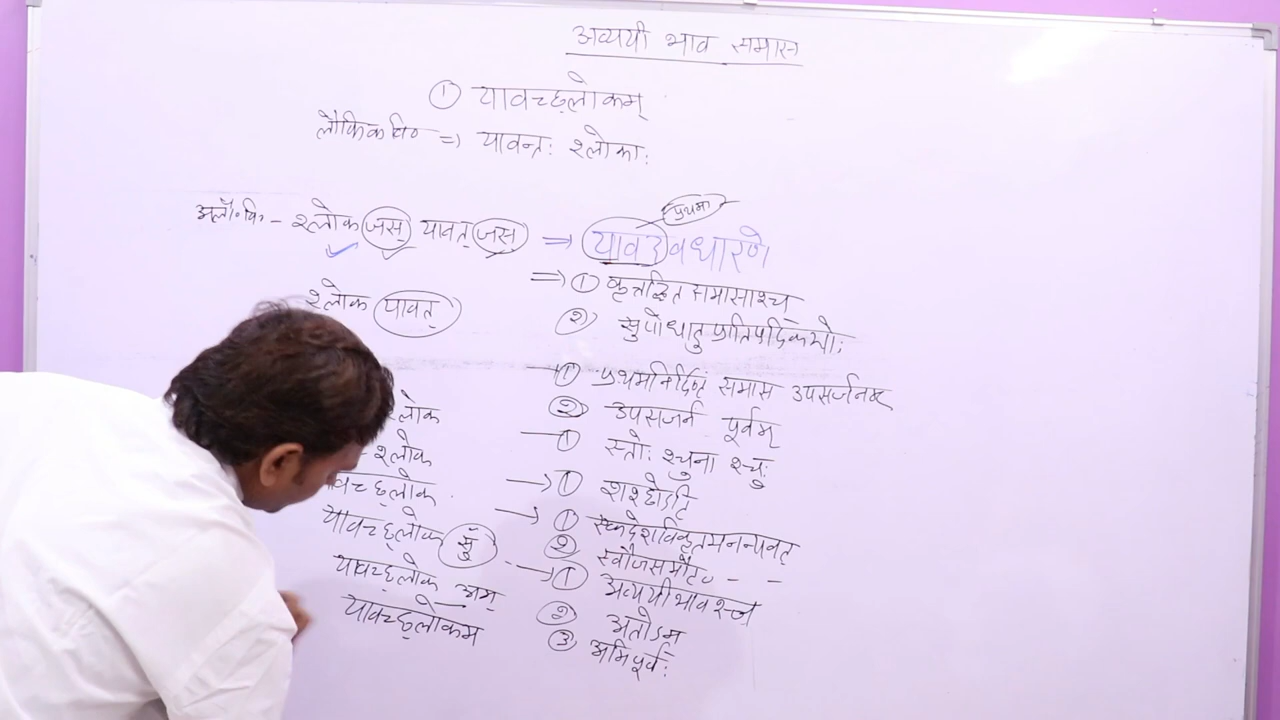 अव्ययी भाव समास
① यावच्छ्लोकम्
लौकिक वि० => यावन्तः श्लोकाः
प्रथमा
अलौ०वि० - श्लोक जस् यावत् जस् => यावदवधारणे
=> ① कृत्तद्धित समासाश्च
श्लोक यावत्
② सुपोधातु प्रातिपदिकयोः
① प्रथमानिर्दिष्टं समास उपसर्जनम्
लोक
② उपसर्जनं पूर्वम्
श्लोक
① स्तोः श्चुना श्चुः
वच्छ्लोक
→ ① शश्छोऽटि
यावच्छ्लोक सुँ
→ ① एकदेशविकृतमनन्यवत्
② स्वौजसमौट् - -
→ ① अव्ययीभावश्च
यावच्छ्लोक अम्
② अतोऽम्
यावच्छ्लोकम
③ अमिपूर्वः